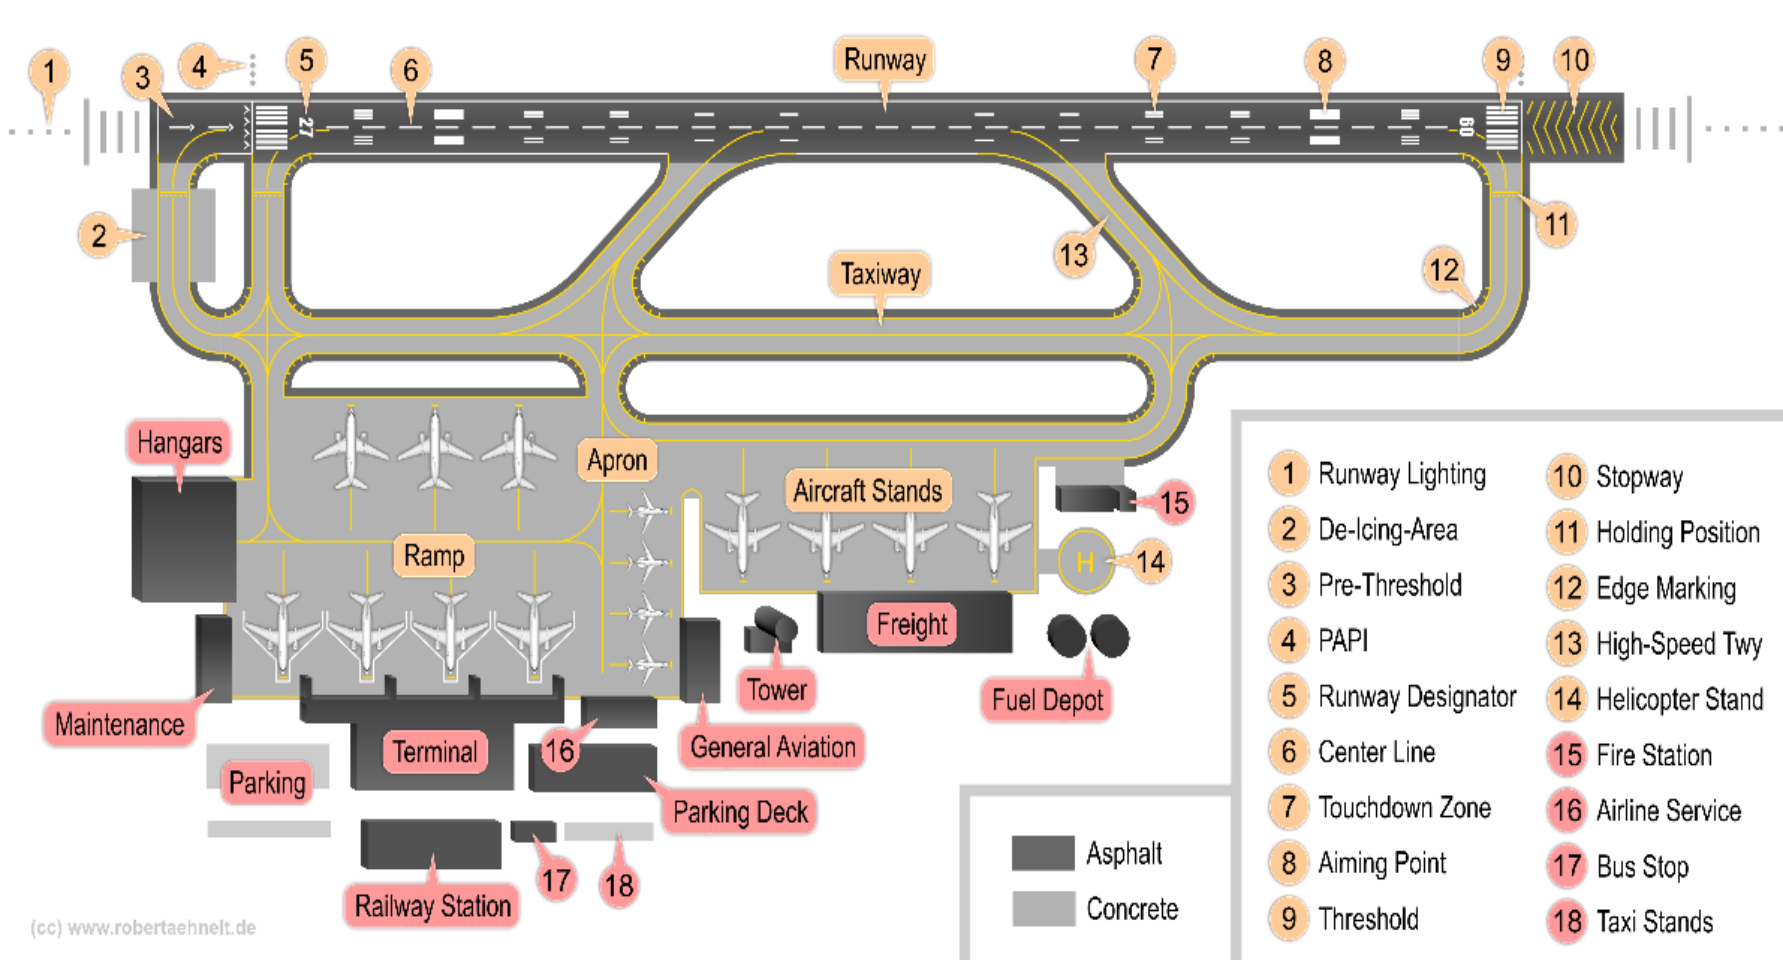 1
3
4
5
6
Runway
7
8
9
10
27
09
2
11
13
12
Taxiway
Hangars
Apron
Aircraft Stands
15
Ramp
H
14
Freight
Tower
Fuel Depot
Maintenance
Terminal
16
General Aviation
Parking
Parking Deck
17
18
Railway Station
Asphalt
Concrete
1 Runway Lighting
2 De-Icing-Area
3 Pre-Threshold
4 PAPI
5 Runway Designator
6 Center Line
7 Touchdown Zone
8 Aiming Point
9 Threshold
10 Stopway
11 Holding Position
12 Edge Marking
13 High-Speed Twy
14 Helicopter Stand
15 Fire Station
16 Airline Service
17 Bus Stop
18 Taxi Stands
(cc) www.robertaehnelt.de